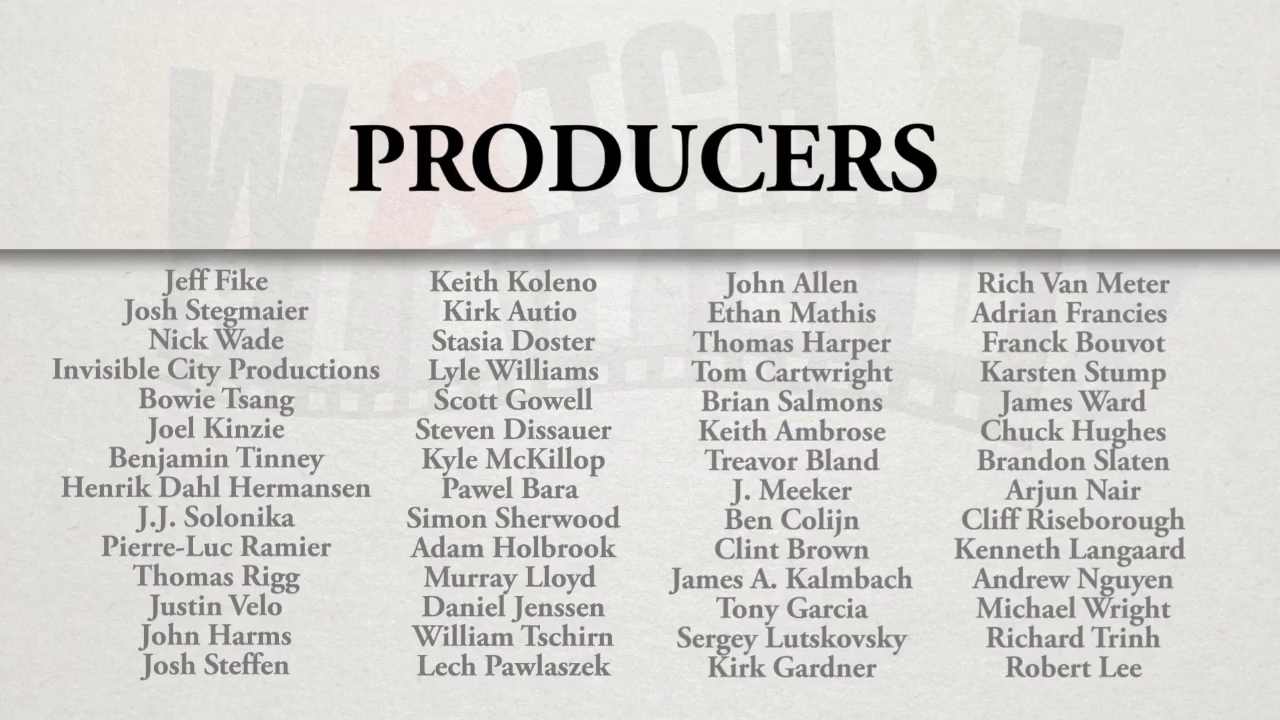 WATCH IT
PRODUCERS
Jeff Fike
Josh Stegmaier
Nick Wade
Invisible City Productions
Bowie Tsang
Joel Kinzie
Benjamin Tinney
Henrik Dahl Hermansen
J.J. Solonika
Pierre-Luc Ramier
Thomas Rigg
Justin Velo
John Harms
Josh Steffen
Keith Koleno
Kirk Autio
Stasia Doster
Lyle Williams
Scott Gowell
Steven Dissauer
Kyle McKillop
Pawel Bara
Simon Sherwood
Adam Holbrook
Murray Lloyd
Daniel Jenssen
William Tschirn
Lech Pawlaszek
John Allen
Ethan Mathis
Thomas Harper
Tom Cartwright
Brian Salmons
Keith Ambrose
Treavor Bland
J. Meeker
Ben Colijn
Clint Brown
James A. Kalmbach
Tony Garcia
Sergey Lutskovsky
Kirk Gardner
Rich Van Meter
Adrian Francies
Franck Bouvot
Karsten Stump
James Ward
Chuck Hughes
Brandon Slaten
Arjun Nair
Cliff Riseborough
Kenneth Langaard
Andrew Nguyen
Michael Wright
Richard Trinh
Robert Lee